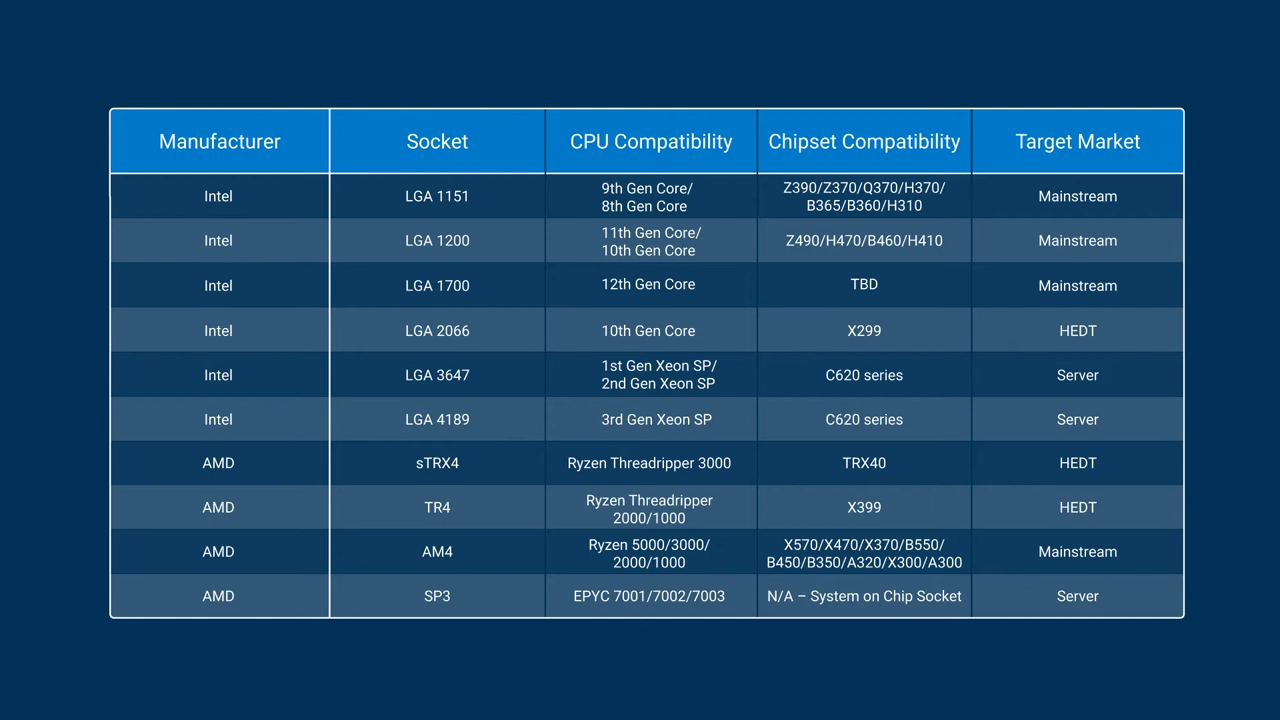 Manufacturer Socket CPU Compatibility Chipset Compatibility Target Market
Intel LGA 1151 9th Gen Core/ 8th Gen Core Z390/Z370/Q370/H370/ B365/B360/H310 Mainstream
Intel LGA 1200 11th Gen Core/ 10th Gen Core Z490/H470/B460/H410 Mainstream
Intel LGA 1700 12th Gen Core TBD Mainstream
Intel LGA 2066 10th Gen Core X299 HEDT
Intel LGA 3647 1st Gen Xeon SP/ 2nd Gen Xeon SP C620 series Server
Intel LGA 4189 3rd Gen Xeon SP C620 series Server
AMD sTRX4 Ryzen Threadripper 3000 TRX40 HEDT
AMD TR4 Ryzen Threadripper 2000/1000 X399 HEDT
AMD AM4 Ryzen 5000/3000/ 2000/1000 X570/X470/X370/B550/ B450/B350/A320/X300/A300 Mainstream
AMD SP3 EPYC 7001/7002/7003 N/A – System on Chip Socket Server